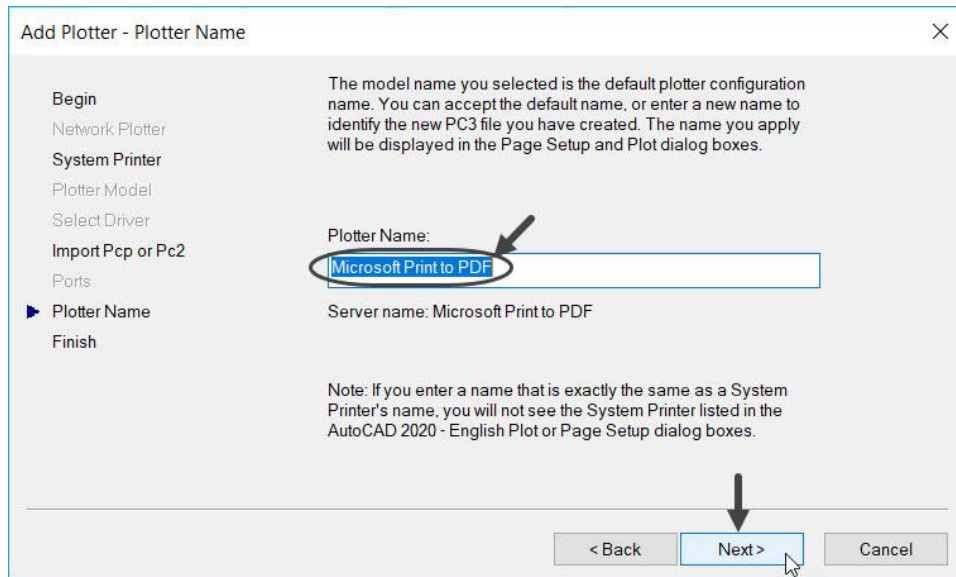 Add Plotter - Plotter Name
Begin
Network Plotter
System Printer
Plotter Model
Select Driver
Import Pcp or Pc2
Ports
Plotter Name
Finish
The model name you selected is the default plotter configuration
name. You can accept the default name, or enter a new name to
identify the new PC3 file you have created. The name you apply
will be displayed in the Page Setup and Plot dialog boxes.
Plotter Name:
Microsoft Print to PDF
Server name: Microsoft Print to PDF
Note: If you enter a name that is exactly the same as a System
Printer's name, you will not see the System Printer listed in the
AutoCAD 2020 - English Plot or Page Setup dialog boxes.
< Back
Next >
Cancel